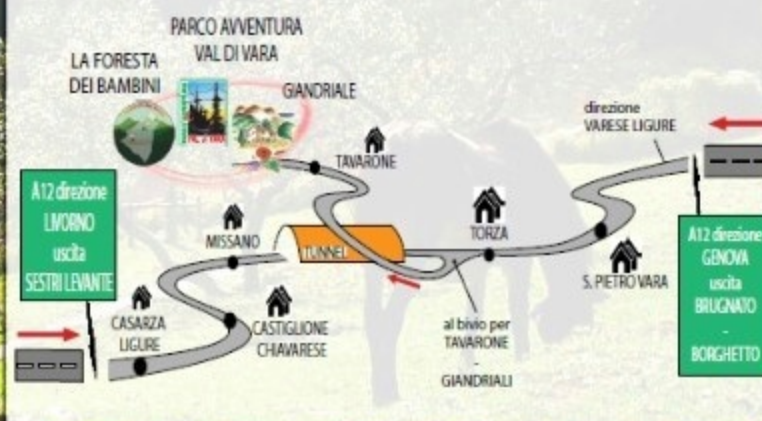 PARCO AVVENTURA
VAL DI VARA
LA FORESTA
DEI BAMBINI
GIANDRIALE
direzione
VARESE LIGURE
TAVARONE
A12 direzione
LIVORNO
uscita
SESTRI LEVANTE
MISSANO
TUNNEL
TORZA
A12 direzione
GENOVA
uscita
BRUGNATO
-
BORGHETTO
S. PIETRO VARA
CASARZA
LIGURE
CASTIGLIONE
CHIAVARESE
al bivio per
TAVARONE
-
GIANDRIALI